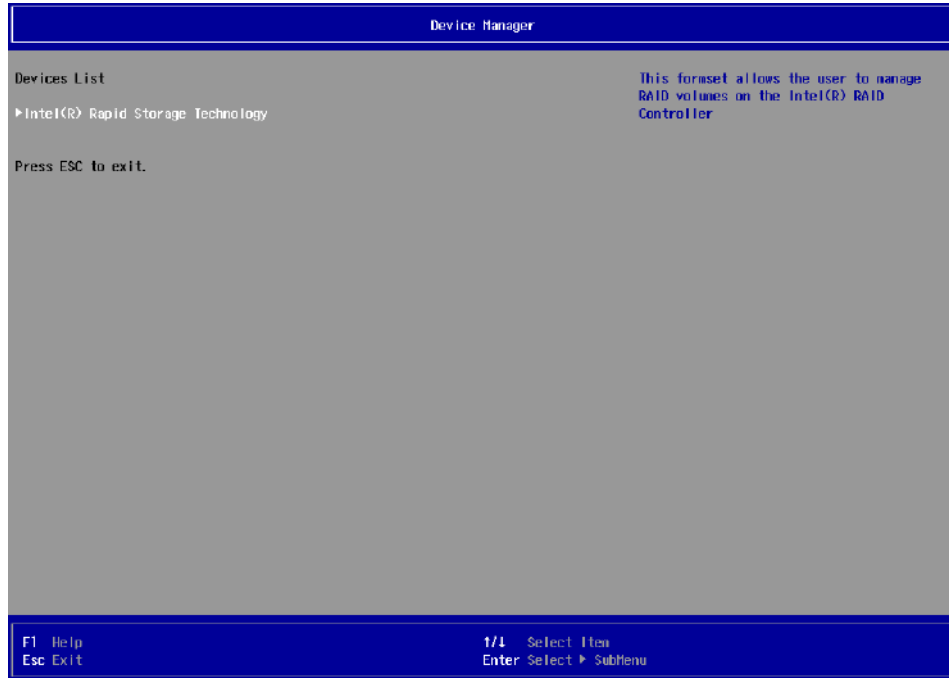 Device Manager
Devices List
This formset allows the user to manage
RAID volumes on the Intel(R) RAID
Controller
▶Intel(R) Rapid Storage Technology
Press ESC to exit.
F1 Help
↑/↓ Select Item
Esc Exit
Enter Select ▶ SubMenu